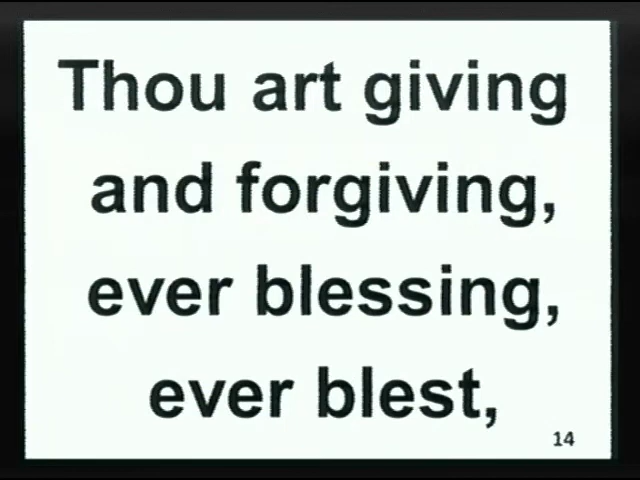 Thou art giving
and forgiving,
ever blessing,
ever blest,
14